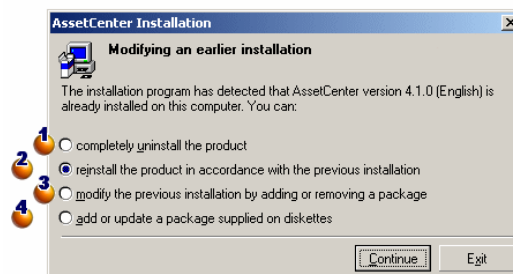 AssetCenter Installation
Modifying an earlier installation
The installation program has detected that AssetCenter version 4.1.0 (English) is
already installed on this computer. You can:
1
completely uninstall the product
2
reinstall the product in accordance with the previous installation
3
modify the previous installation by adding or removing a package
4
add or update a package supplied on diskettes
Continue
Exit